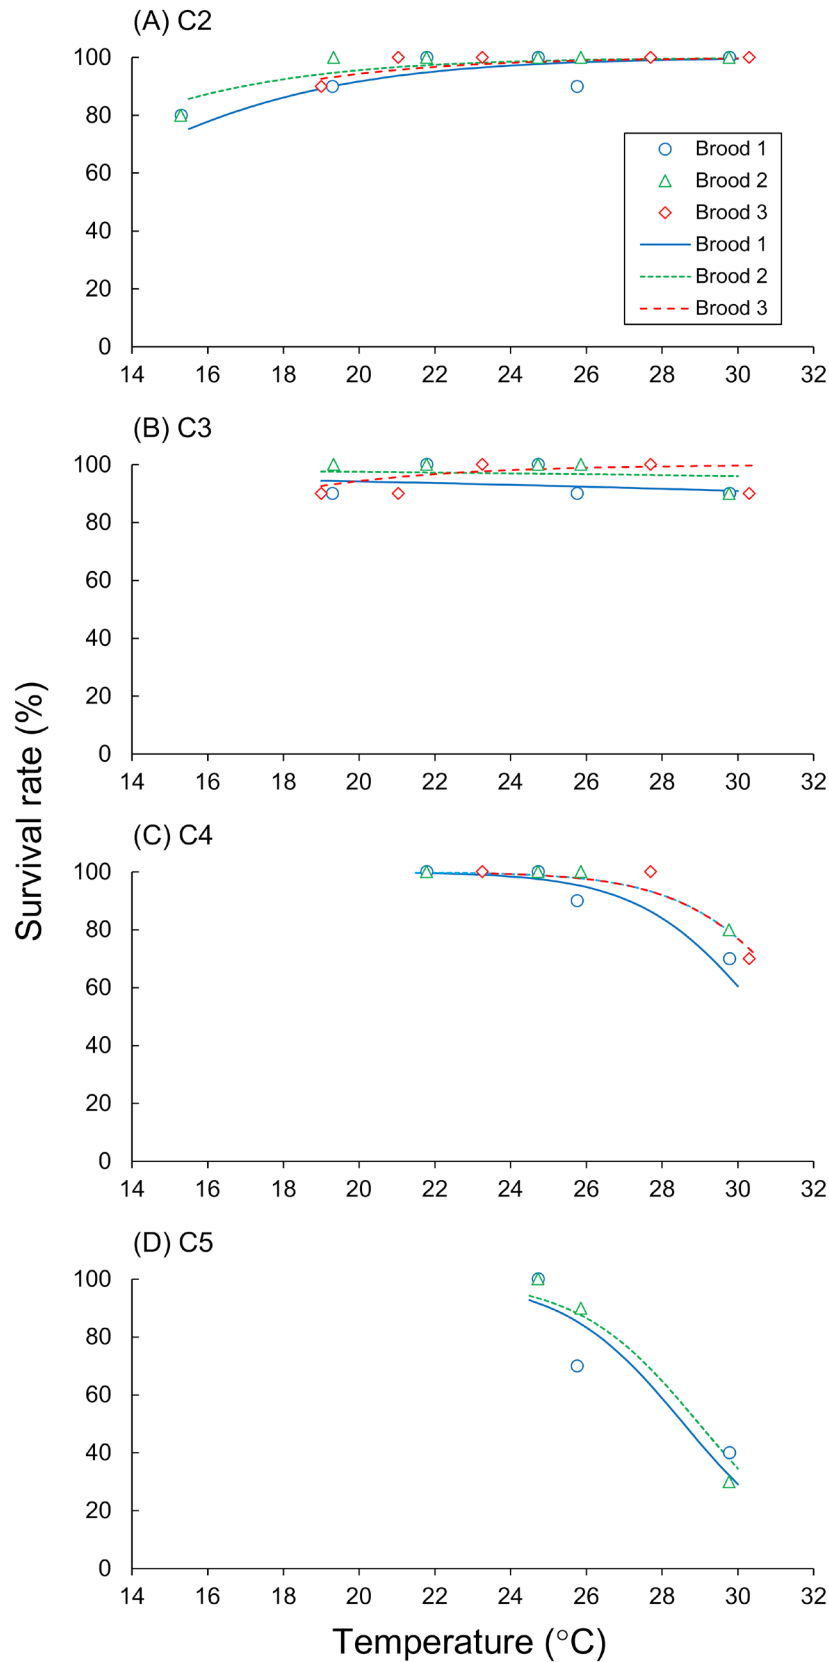 (A) C2
100
80
60
40
20
0
14 16 18 20 22 24 26 28 30 32
Brood 1
Brood 2
Brood 3
Brood 1
Brood 2
Brood 3
(B) C3
100
80
60
40
20
0
14 16 18 20 22 24 26 28 30 32
Survival rate (%)
(C) C4
100
80
60
40
20
0
14 16 18 20 22 24 26 28 30 32
(D) C5
100
80
60
40
20
0
14 16 18 20 22 24 26 28 30 32
Temperature (°C)